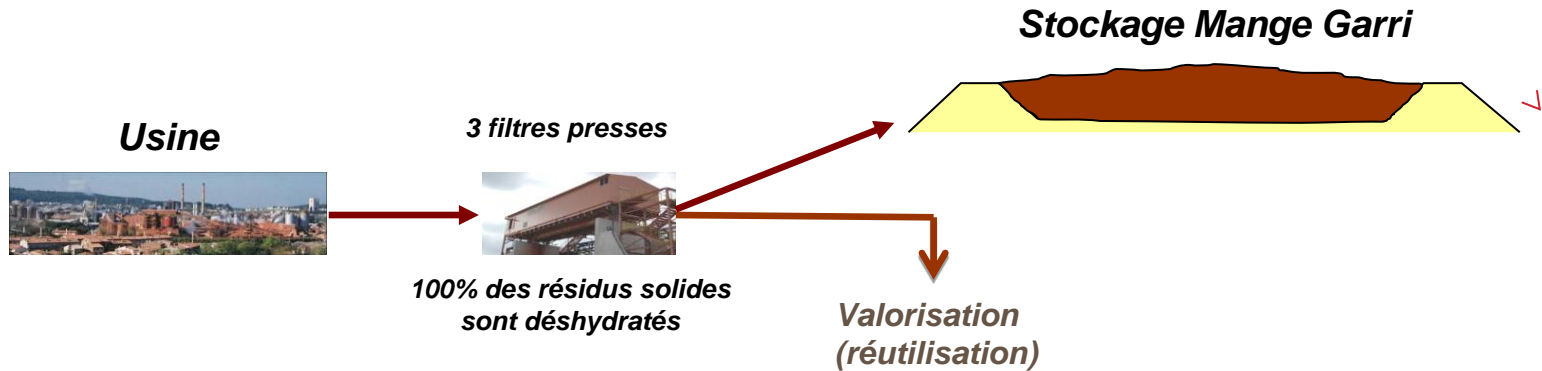 Stockage Mange Garri
Usine
3 filtres presses
100% des résidus solides
sont déshydratés
Valorisation
(réutilisation)